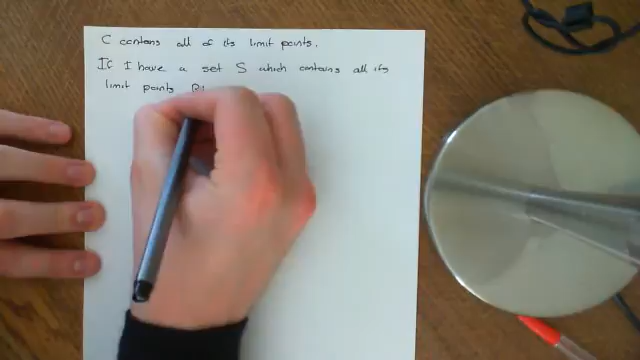 C contains all of its limit points.
If I have a set S which contains all its
limit points